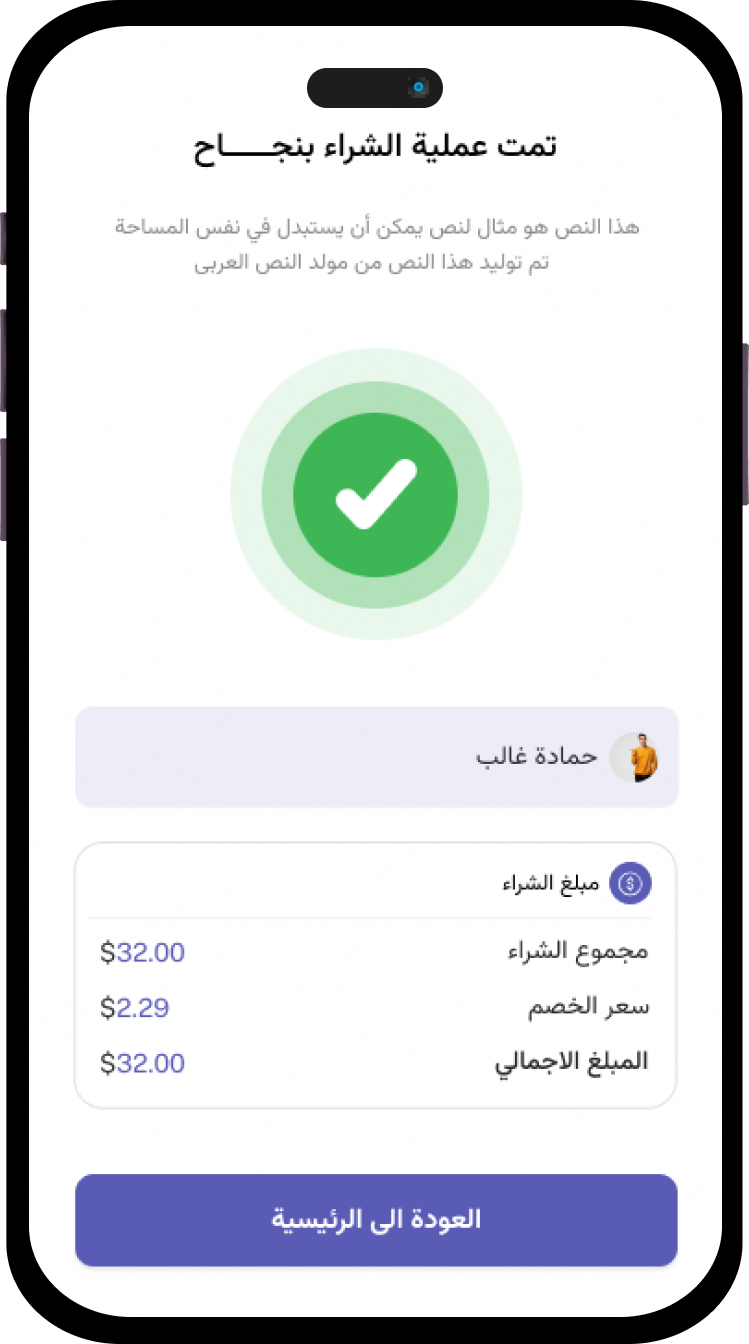 تمت عملية الشراء بنجــــاح
هذا النص هو مثال لنص يمكن أن يستبدل في نفس المساحة
تم توليد هذا النص من مولد النص العربى
حمادة غالب
مبلغ الشراء
مجموع الشراء $32.00
سعر الخصم $2.29
المبلغ الاجمالي $32.00
العودة الى الرئيسية